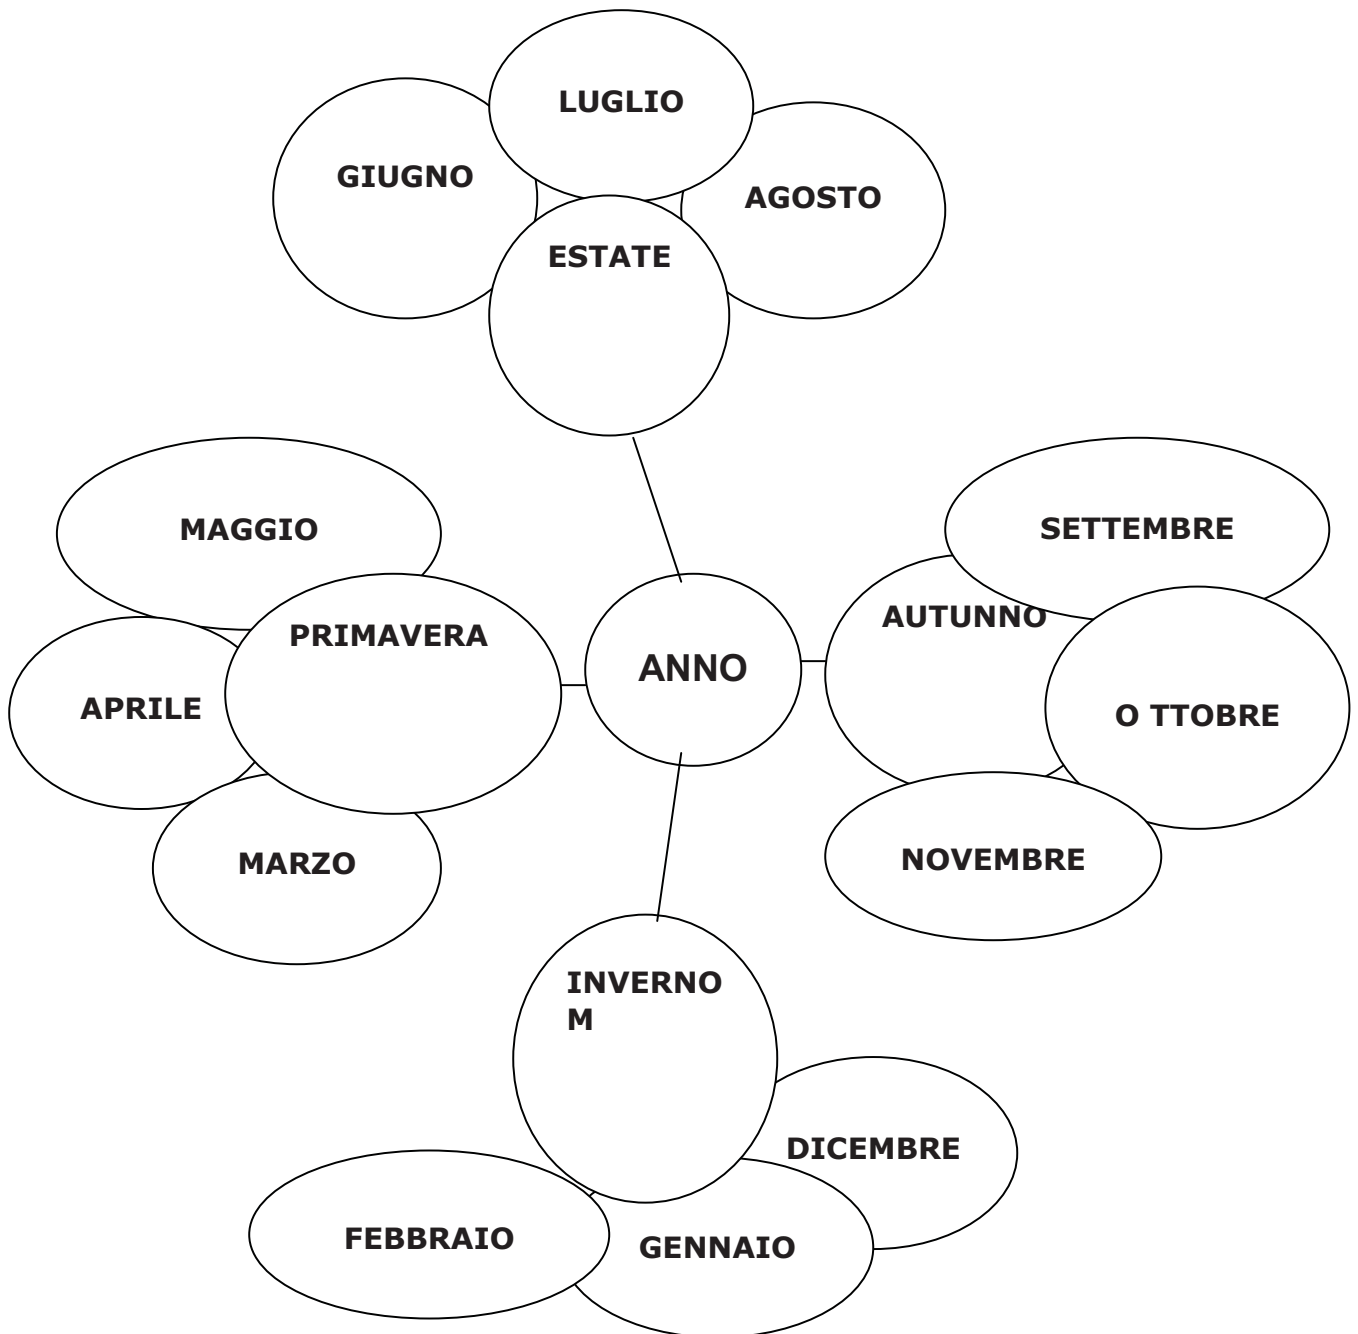 LUGLIO
GIUGNO
AGOSTO
ESTATE
MAGGIO
SETTEMBRE
PRIMAVERA
AUTUNNO
ANNO
APRILE
O TTOBRE
MARZO
NOVEMBRE
INVERNO
M
DICEMBRE
FEBBRAIO
GENNAIO